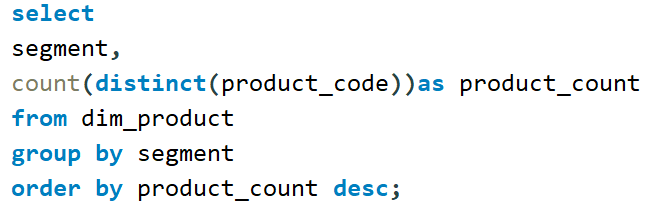 select
segment,
count(distinct(product_code))as product_count
from dim_product
group by segment
order by product_count desc;